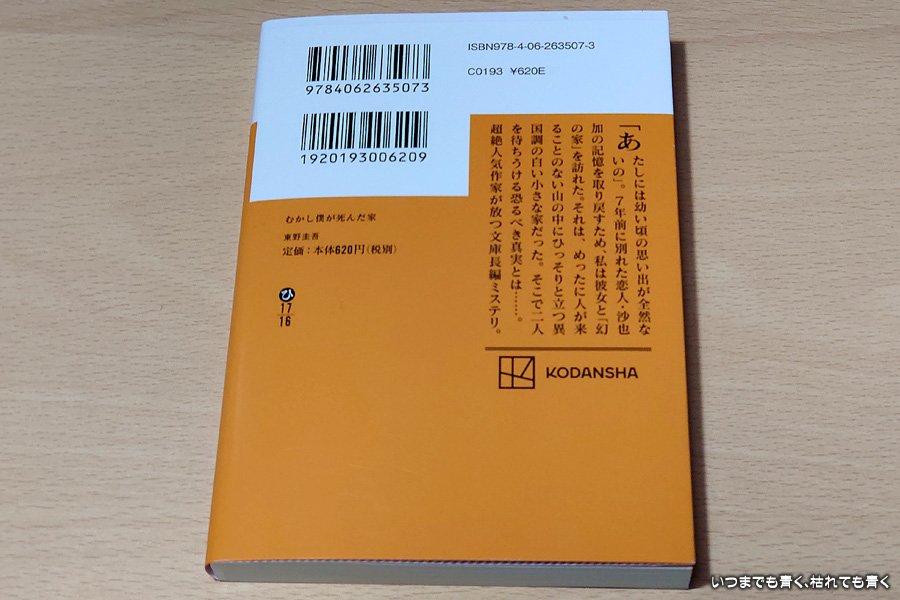 ISBN978-4-06-263507-3
C0193 ¥620E
9784062635073
1920193006209
「あたしには幼い頃の思い出が全然な
いの」。7年前に別れた恋人・沙也
加の記憶を取り戻すため、私は彼女と「幻
の家」を訪れた。それは、めったに人が来
ることのない山の中にひっそりと立つ異
国調の白い小さな家だった。そこで二人
を待ちうける恐るべき真実とは……。
超絶人気作家が放つ文庫長編ミステリ。
KODANSHA
むかし僕が死んだ家
東野圭吾
定価:本体620円(税別)
ひ
17
16
いつまでも青く、枯れても青く